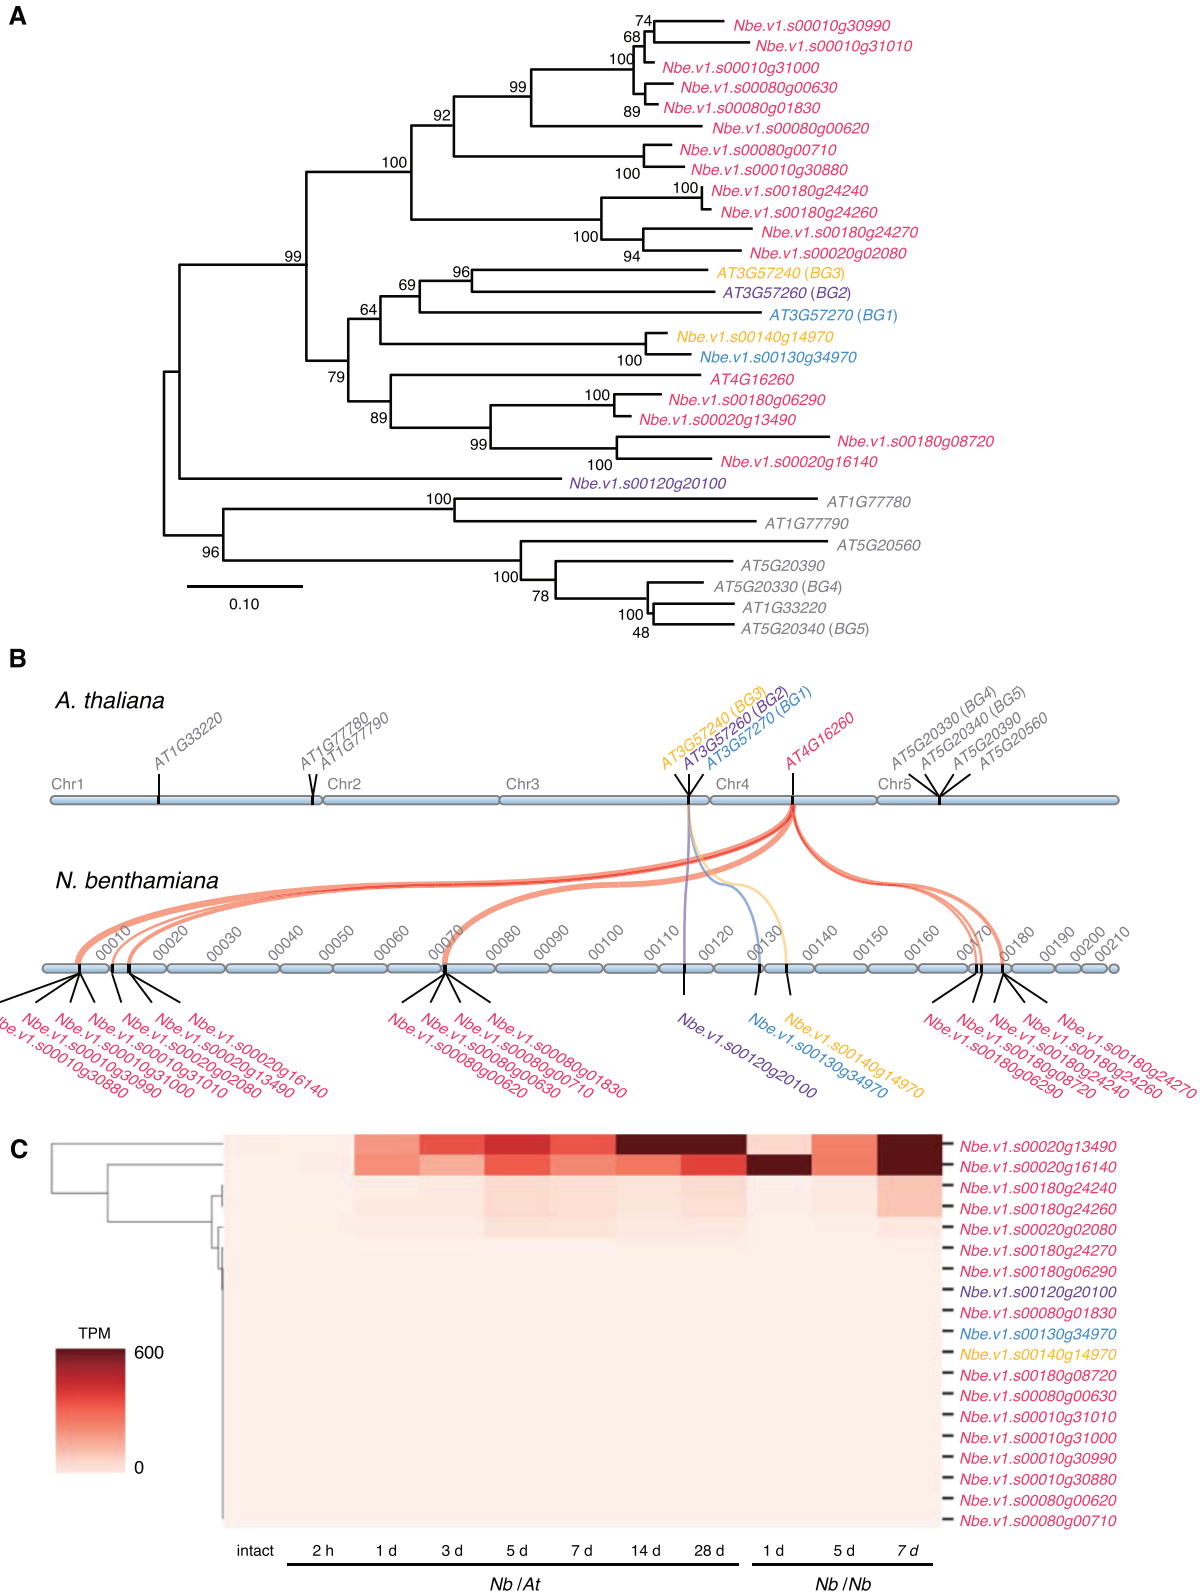 A
74
Nbe.v1.s00010g30990
68
Nbe.v1.s00010g31010
100
Nbe.v1.s00010g31000
99
Nbe.v1.s00080g00630
89
Nbe.v1.s00080g01830
92
Nbe.v1.s00080g00620
Nbe.v1.s00080g00710
100
100
Nbe.v1.s00010g30880
100
Nbe.v1.s00180g24240
Nbe.v1.s00180g24260
100
Nbe.v1.s00180g24270
94
Nbe.v1.s00020g02080
99
96
AT3G57240 (BG3)
69
AT3G57260 (BG2)
64
AT3G57270 (BG1)
Nbe.v1.s00140g14970
100
Nbe.v1.s00130g34970
79
AT4G16260
89
100
Nbe.v1.s00180g06290
Nbe.v1.s00020g13490
99
Nbe.v1.s00180g08720
100
Nbe.v1.s00020g16140
Nbe.v1.s00120g20100
100
AT1G77780
AT1G77790
96
AT5G20560
100
AT5G20390
78
AT5G20330 (BG4)
100
AT1G33220
48
AT5G20340 (BG5)
0.10
B
A. thaliana
AT1G33220
AT1G77780
AT1G77790
AT3G57240 (BG3)
AT3G57260 (BG2)
AT3G57270 (BG1)
AT4G16260
AT5G20330 (BG4)
AT5G20340 (BG5)
AT5G20390
AT5G20560
Chr1
Chr2
Chr3
Chr4
Chr5
N. benthamiana
00010
00020
00030
00040
00050
00060
00070
00080
00090
00100
00110
00120
00130
00140
00150
00160
00170
00180
00190
00200
00210
be.v1.s00010g30880
Nbe.v1.s00010g30990
Nbe.v1.s00010g31000
Nbe.v1.s00010g31010
Nbe.v1.s00020g02080
Nbe.v1.s00020g13490
Nbe.v1.s00020g16140
Nbe.v1.s00080g00620
Nbe.v1.s00080g00630
Nbe.v1.s00080g00710
Nbe.v1.s00080g01830
Nbe.v1.s00120g20100
Nbe.v1.s00130g34970
Nbe.v1.s00140g14970
Nbe.v1.s00180g06290
Nbe.v1.s00180g08720
Nbe.v1.s00180g24240
Nbe.v1.s00180g24260
Nbe.v1.s00180g24270
C
Nbe.v1.s00020g13490
Nbe.v1.s00020g16140
Nbe.v1.s00180g24240
Nbe.v1.s00180g24260
Nbe.v1.s00020g02080
Nbe.v1.s00180g24270
Nbe.v1.s00180g06290
Nbe.v1.s00120g20100
Nbe.v1.s00080g01830
Nbe.v1.s00130g34970
Nbe.v1.s00140g14970
Nbe.v1.s00180g08720
Nbe.v1.s00080g00630
Nbe.v1.s00010g31010
Nbe.v1.s00010g31000
Nbe.v1.s00010g30990
Nbe.v1.s00010g30880
Nbe.v1.s00080g00620
Nbe.v1.s00080g00710
TPM
600
0
intact 2 h 1 d 3 d 5 d 7 d 14 d 28 d 1 d 5 d 7 d
Nb /At Nb /Nb